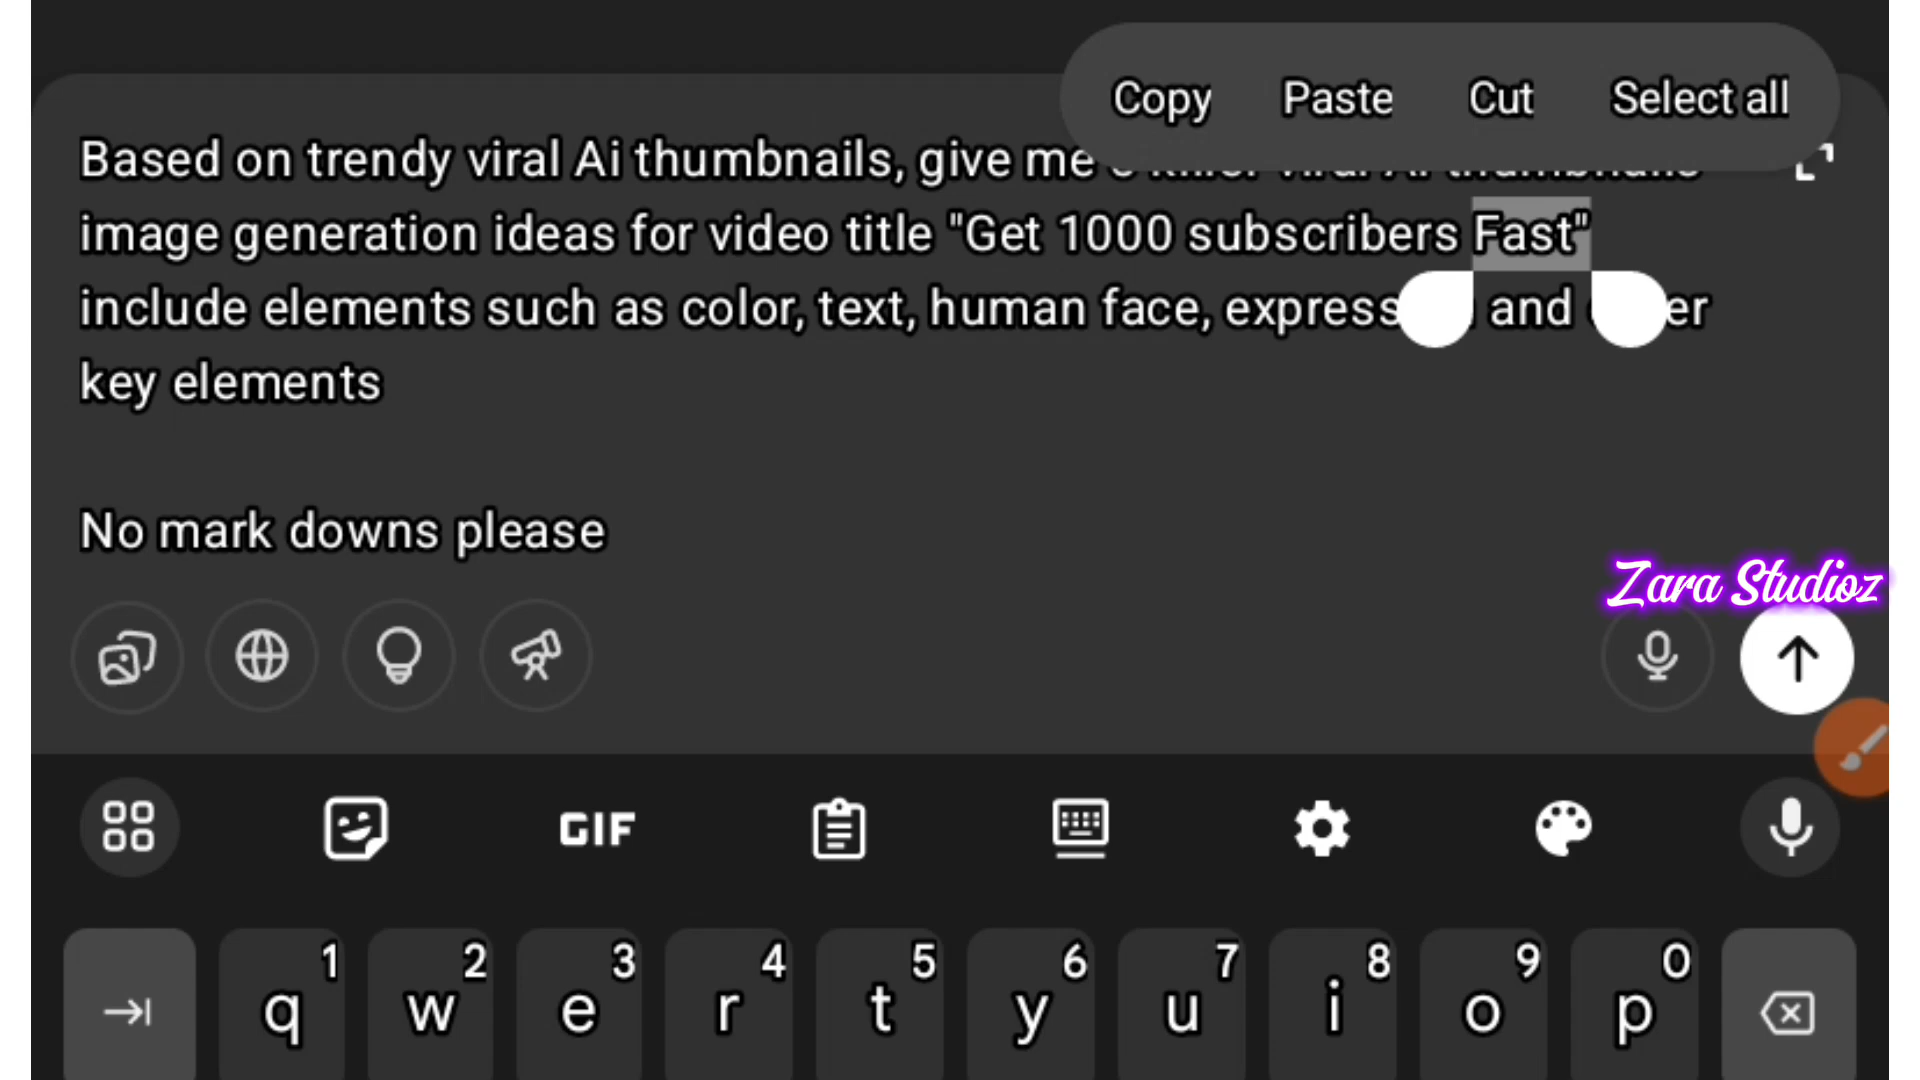 Copy Paste Cut Select all
Based on trendy viral Ai thumbnails, give me
image generation ideas for video title "Get 1000 subscribers Fast"
include elements such as color, text, human face, and
key elements
No mark downs please
Zara Studioz
GIF
1 2 3 4 5 6 7 8 9 0
q w e r t y u i o p